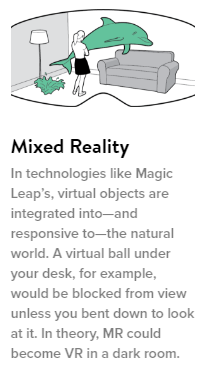 Mixed Reality
In technologies like Magic
Leap's, virtual objects are
integrated into—and
responsive to—the natural
world. A virtual ball under
your desk, for example,
would be blocked from view
unless you bent down to look
at it. In theory, MR could
become VR in a dark room.